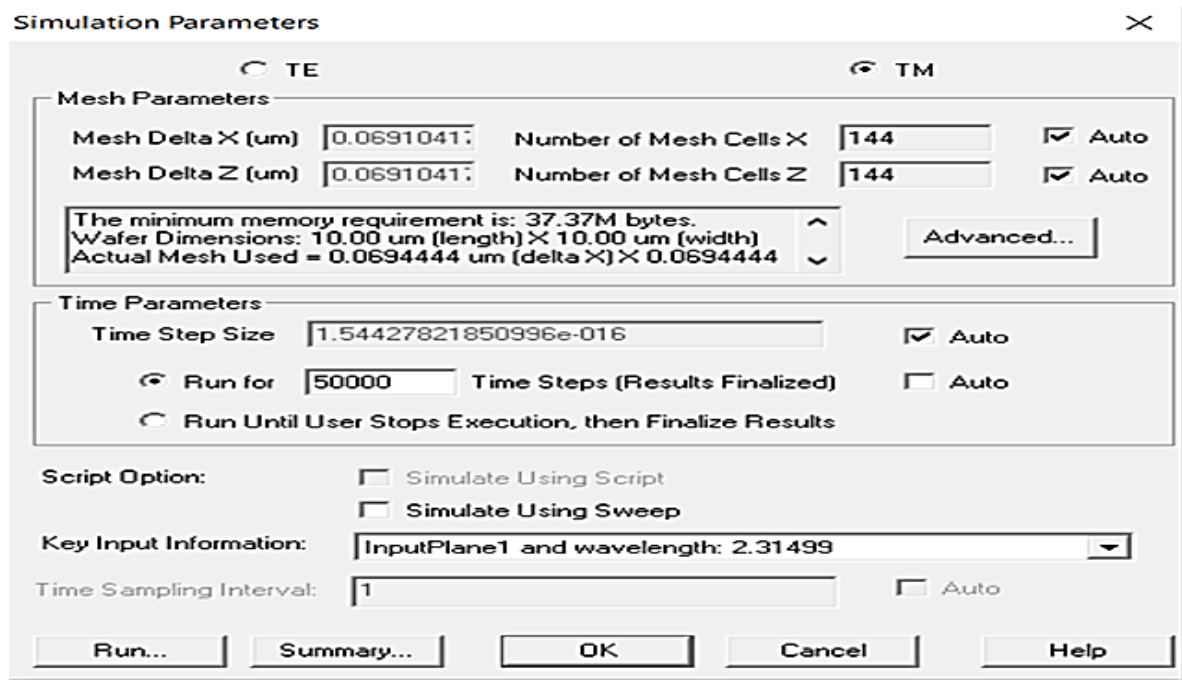 Simulation Parameters
TE TM
Mesh Parameters
Mesh Delta X (um) 0.06910417 Number of Mesh Cells X 144 Auto
Mesh Delta Z (um) 0.06910417 Number of Mesh Cells Z 144 Auto
The minimum memory requirement is: 37.37M bytes.
Wafer Dimensions: 10.00 um (length) X 10.00 um (width)
Actual Mesh Used = 0.0694444 um (delta X) X 0.0694444
Advanced...
Time Parameters
Time Step Size 1.54427821850996e-016 Auto
Run for 50000 Time Steps (Results Finalized) Auto
Run Until User Stops Execution, then Finalize Results
Script Option: Simulate Using Script
Simulate Using Sweep
Key Input Information: InputPlane1 and wavelength: 2.31499
Time Sampling Interval: 1 Auto
Run... Summary... OK Cancel Help